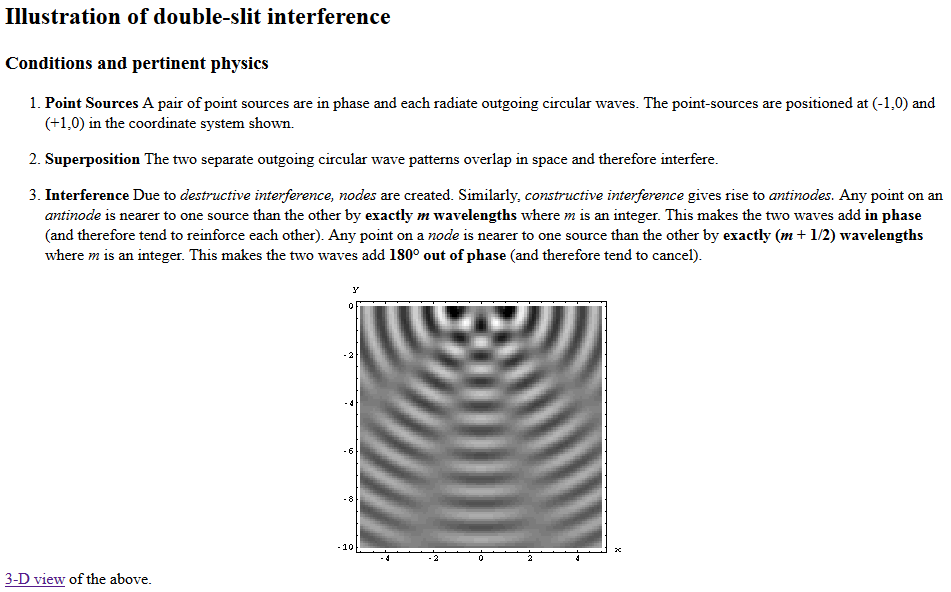 Illustration of double-slit interference
Conditions and pertinent physics
1. Point Sources A pair of point sources are in phase and each radiate outgoing circular waves. The point-sources are positioned at (-1,0) and
(+1,0) in the coordinate system shown.
2. Superposition The two separate outgoing circular wave patterns overlap in space and therefore interfere.
3. Interference Due to destructive interference, nodes are created. Similarly, constructive interference gives rise to antinodes. Any point on an
antinode is nearer to one source than the other by exactly m wavelengths where m is an integer. This makes the two waves add in phase
(and therefore tend to reinforce each other). Any point on a node is nearer to one source than the other by exactly (m + 1/2) wavelengths
where m is an integer. This makes the two waves add 180° out of phase (and therefore tend to cancel).
Y
0
-2
-4
-6
-8
-10
-4 -2 0 2 4 x
3-D view of the above.